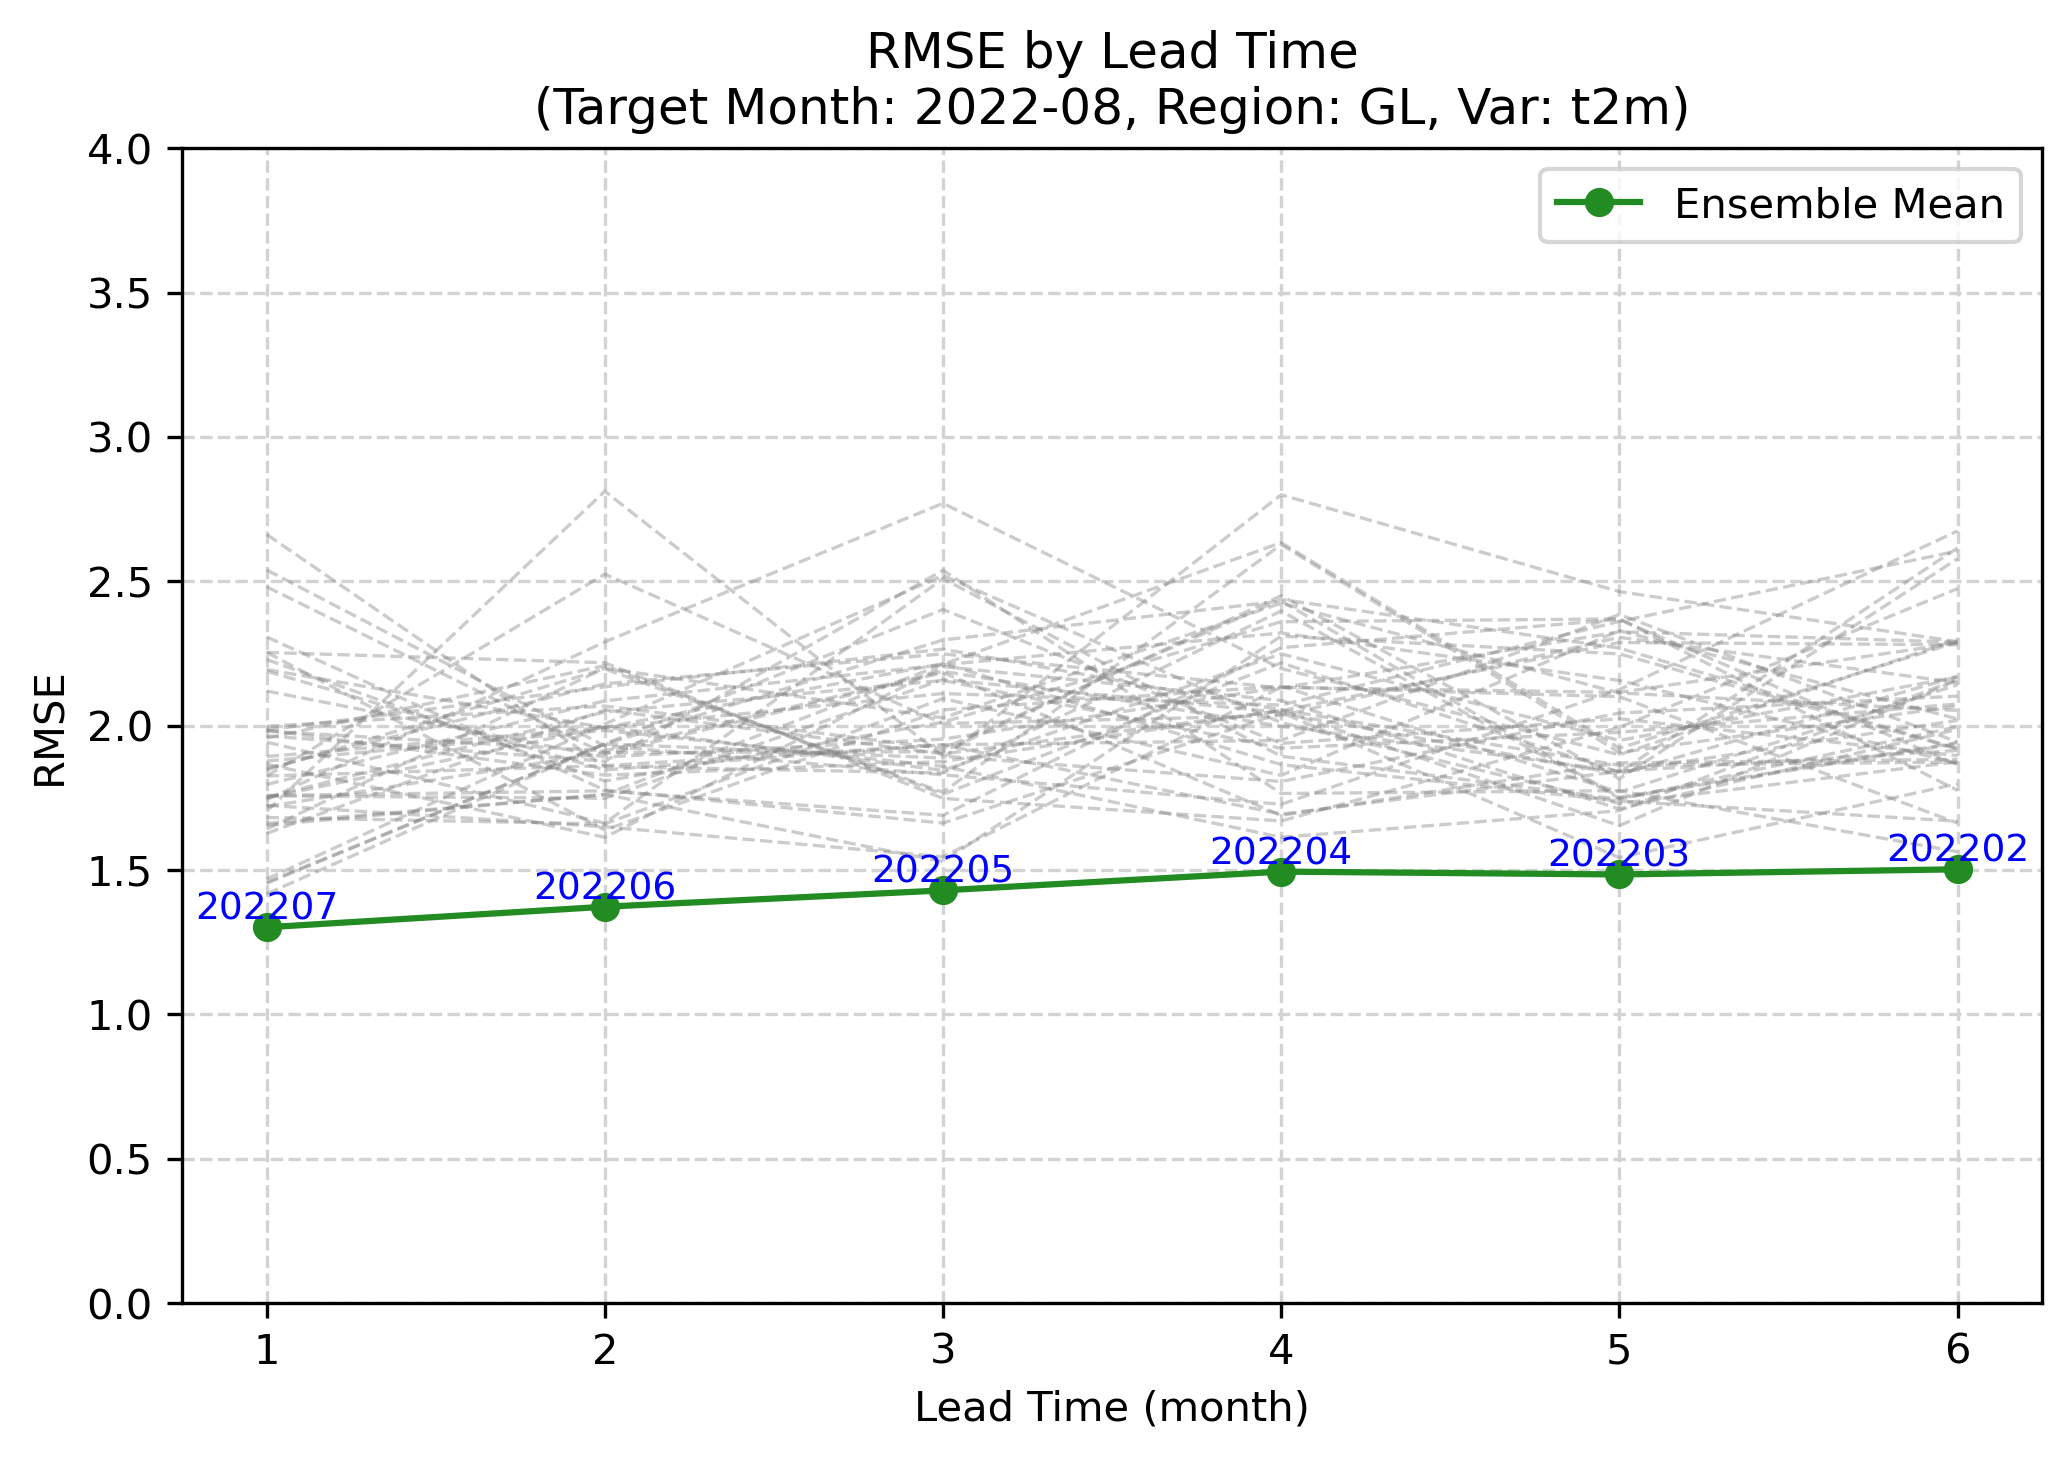 RMSE by Lead Time
(Target Month: 2022-08, Region: GL, Var: t2m)
4.0
3.5
3.0
2.5
2.0
1.5
1.0
0.5
0.0
RMSE
Ensemble Mean
202207
202206
202205
202204
202203
202202
1 2 3 4 5 6
Lead Time (month)